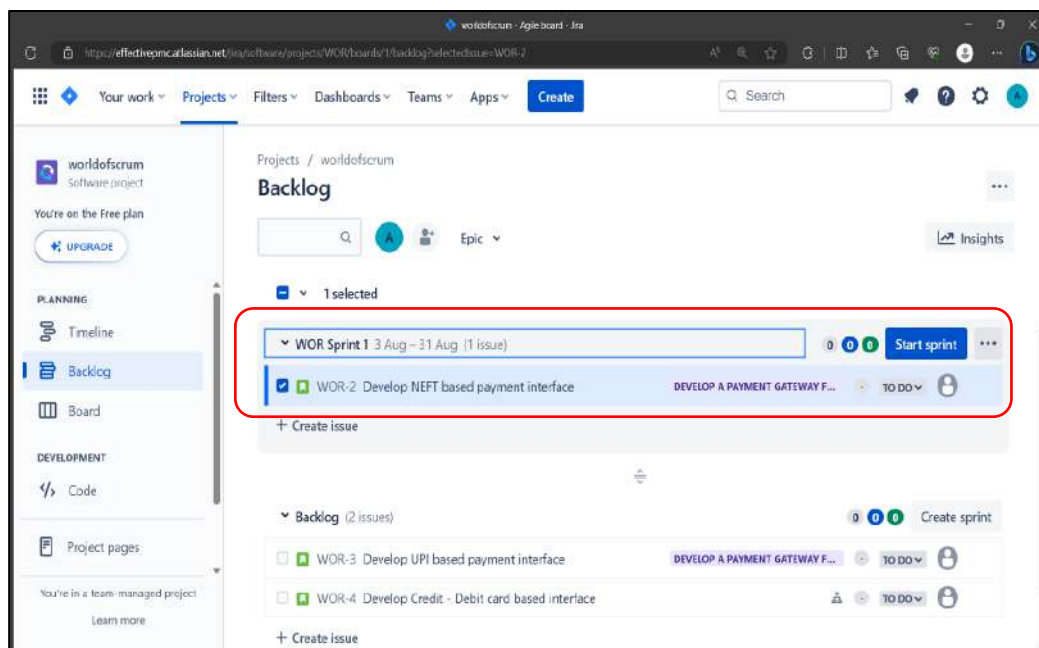 worldofscrum - Agile board - Jira
https://effectivepmc.atlassian.net/jira/software/projects/WOR/boards/1/backlog?selectedIssue=WOR-2
Your work Projects Filters Dashboards Teams Apps Create Search
A
worldofscrum
Software project
You're on the Free plan
UPGRADE
PLANNING
Timeline
Backlog
Board
DEVELOPMENT
Code
Project pages
You're in a team-managed project
Learn more
Projects / worldofscrum
Backlog
A Epic Insights
1 selected
WOR Sprint 1 3 Aug – 31 Aug (1 issue) 0 0 0 Start sprint
WOR-2 Develop NEFT based payment interface DEVELOP A PAYMENT GATEWAY F... - TO DO
+ Create issue
Backlog (2 issues) 0 0 0 Create sprint
WOR-3 Develop UPI based payment interface DEVELOP A PAYMENT GATEWAY F... - TO DO
WOR-4 Develop Credit - Debit card based interface - TO DO
+ Create issue